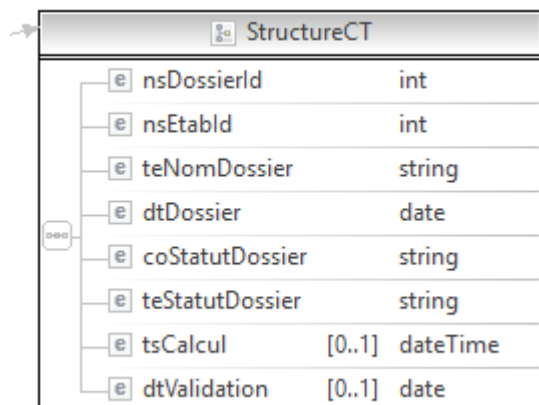 StructureCT
e nsDossierId int
e nsEtabId int
e teNomDossier string
e dtDossier date
e coStatutDossier string
e teStatutDossier string
e tsCalcul [0..1] dateTime
e dtValidation [0..1] date